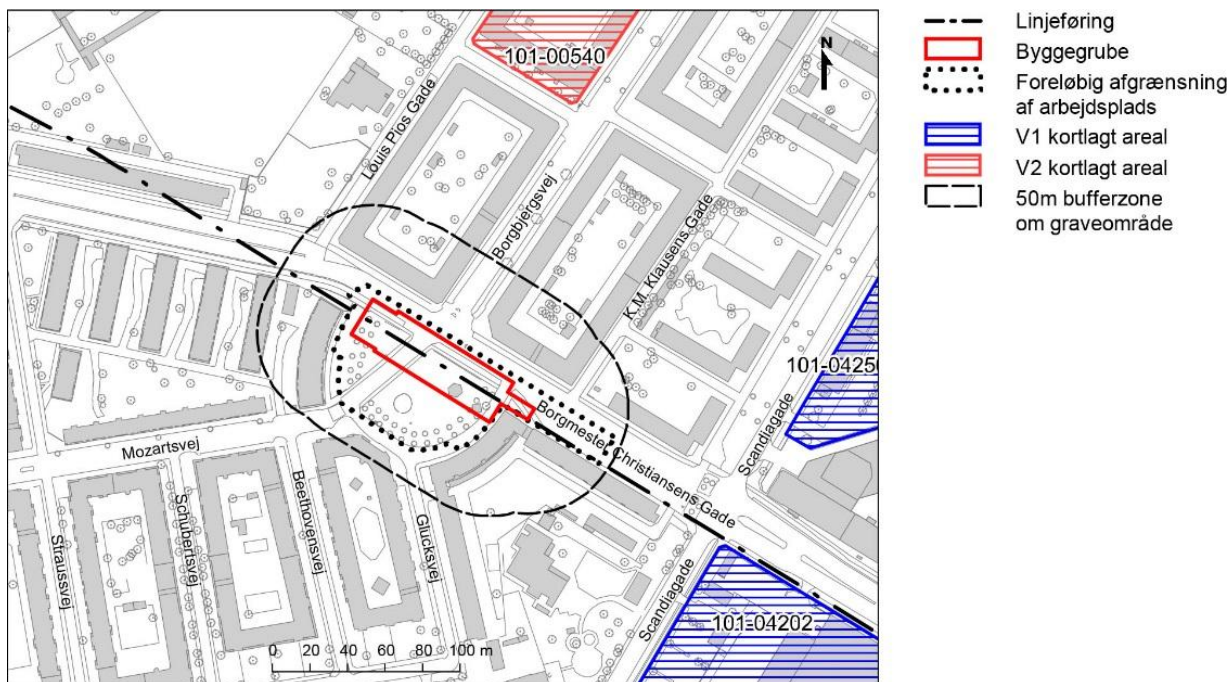 101-00540
N
Louis Pios Gade
Borgbjergsvej
K.M. Klausens Gade
101-04250
Scandiagade
Borgmester Christiansens Gade
Mozartsvej
Straussvej
Schubertsvej
Beethovensvej
Glucksvej
Scandiagade
101-04202
0 20 40 60 80 100 m
Linjeføring
Byggegrube
Foreløbig afgrænsning
af arbejdsplads
V1 kortlagt areal
V2 kortlagt areal
50m bufferzone
om graveområde